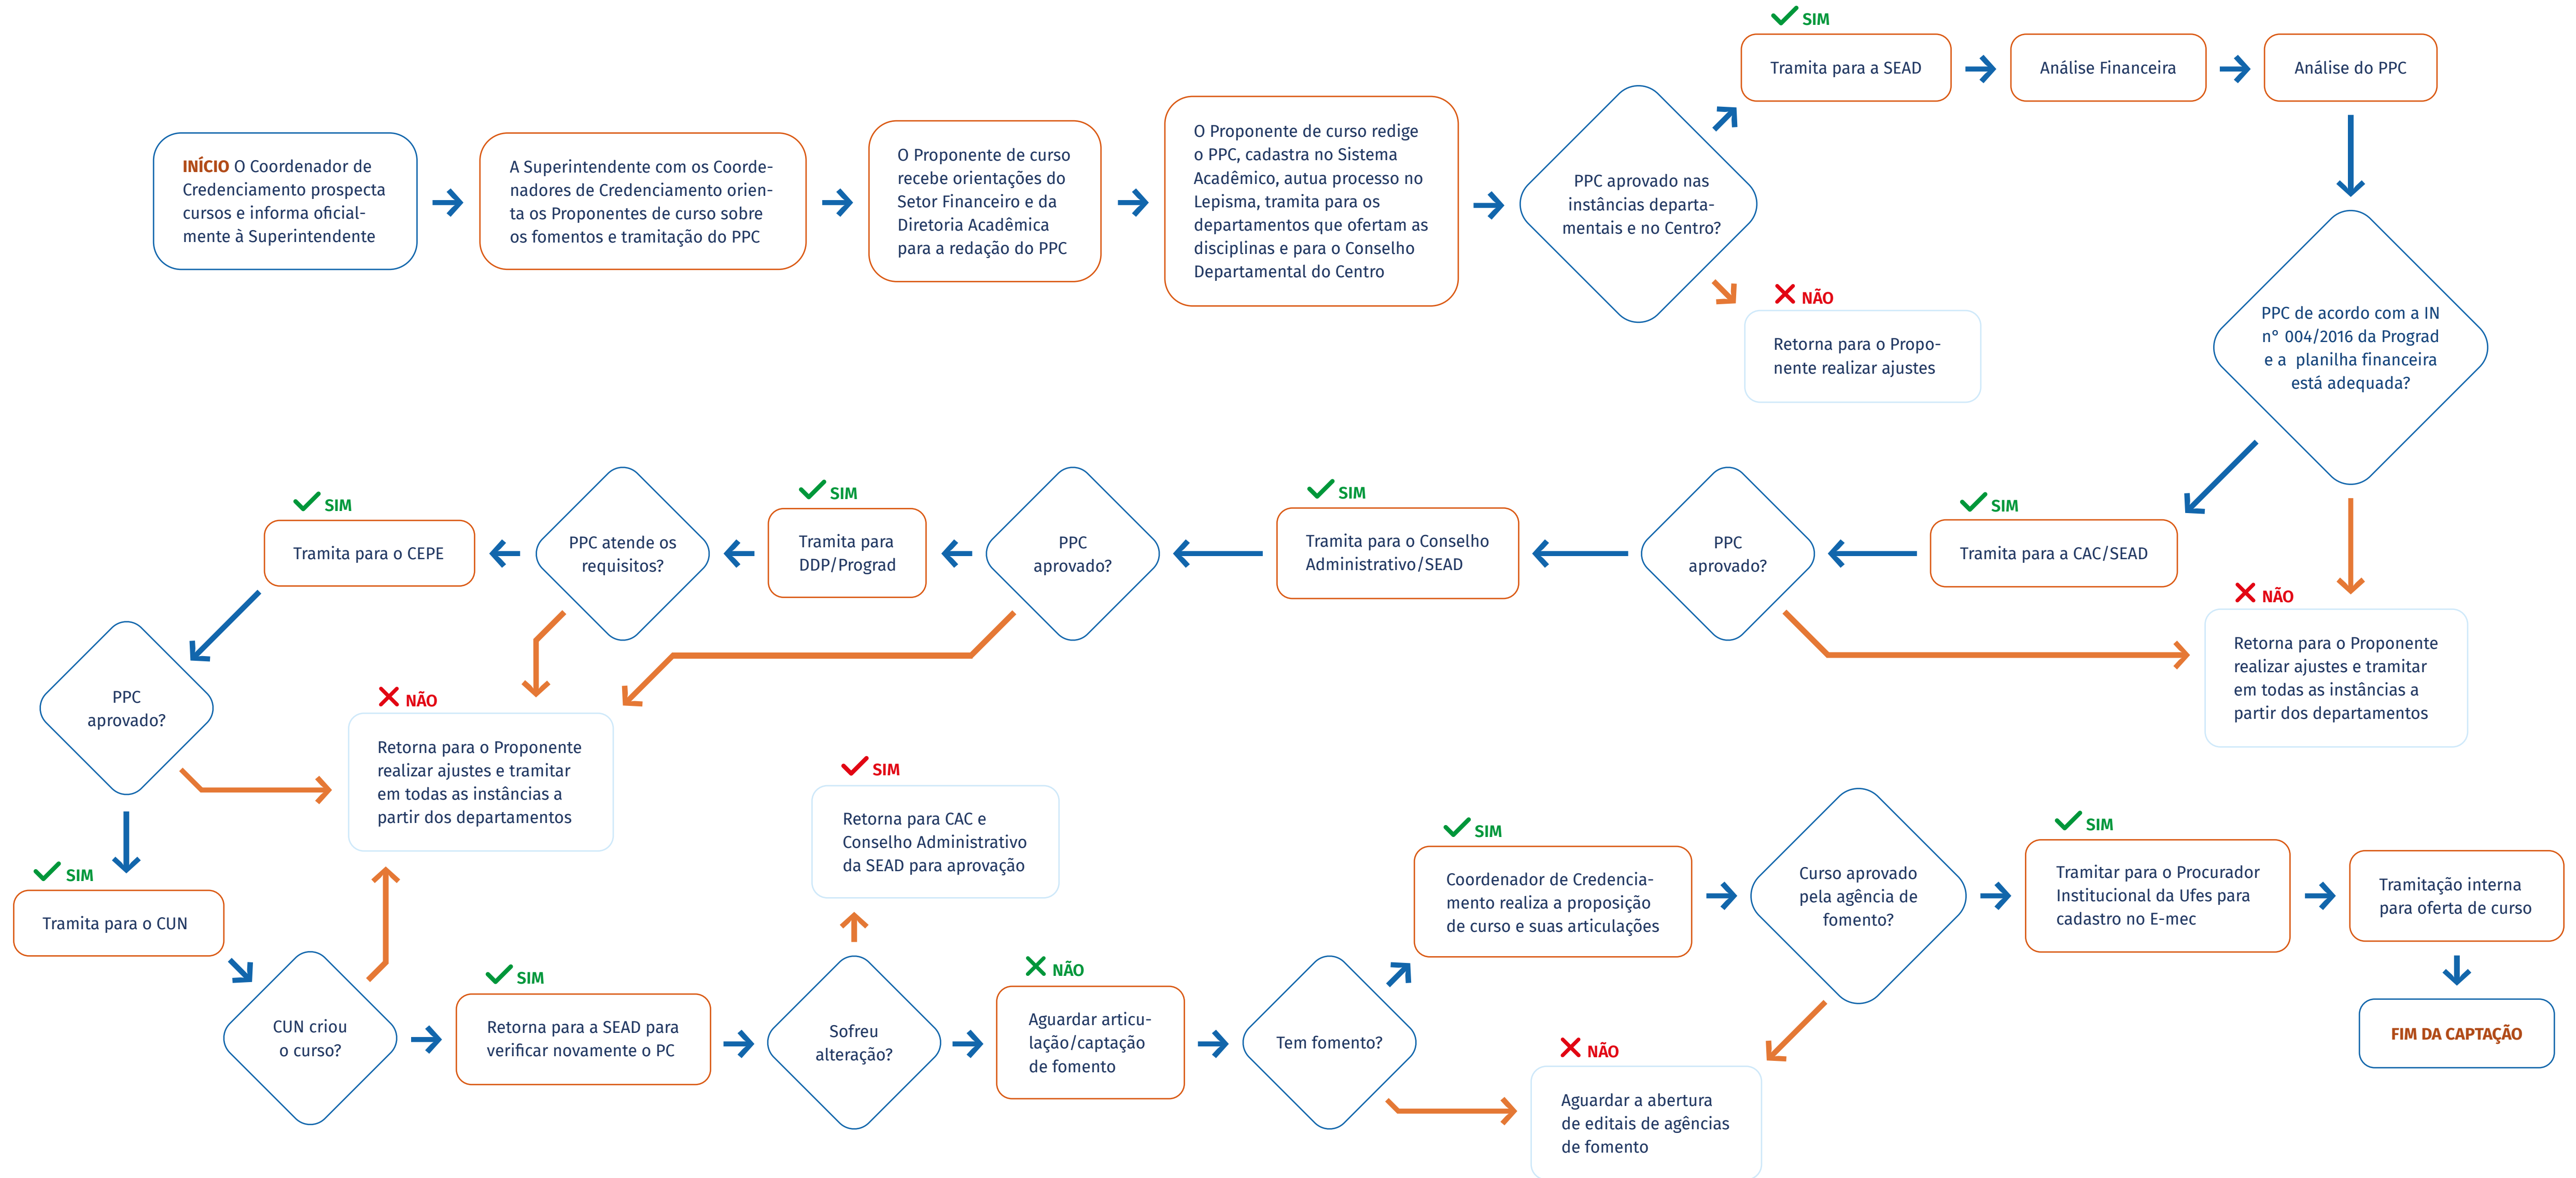 INÍCIO O Coordenador de
Credenciamento prospecta
cursos e informa oficial-
mente à Superintendente
A Superintendente com os Coorde-
nadores de Credenciamento orien-
ta os Proponentes de curso sobre
os fomentos e tramitação do PPC
O Proponente de curso
recebe orientações do
Setor Financeiro e da
Diretoria Acadêmica
para a redação do PPC
O Proponente de curso redige
o PPC, cadastra no Sistema
Acadêmico, autua processo no
Lepisma, tramita para os
departamentos que ofertam as
disciplinas e para o Conselho
Departamental do Centro
PPC aprovado nas
instâncias departa-
mentais e no Centro?
SIM
Tramita para a SEAD
Análise Financeira
Análise do PPC
NÃO
Retorna para o Propo-
nente realizar ajustes
PPC de acordo com a IN
n° 004/2016 da Prograd
e a planilha financeira
está adequada?
SIM
Tramita para a CAC/SEAD
NÃO
Retorna para o Proponente
realizar ajustes e tramitar
em todas as instâncias a
partir dos departamentos
PPC
aprovado?
SIM
Tramita para o Conselho
Administrativo/SEAD
PPC
aprovado?
SIM
Tramita para
DDP/Prograd
PPC atende os
requisitos?
SIM
Tramita para o CEPE
PPC
aprovado?
NÃO
Retorna para o Proponente
realizar ajustes e tramitar
em todas as instâncias a
partir dos departamentos
SIM
Tramita para o CUN
CUN criou
o curso?
SIM
Retorna para a SEAD para
verificar novamente o PC
Sofreu
alteração?
SIM
Retorna para CAC e
Conselho Administrativo
da SEAD para aprovação
NÃO
Aguardar articu-
lação/captação
de fomento
Tem fomento?
SIM
Coordenador de Credencia-
mento realiza a proposição
de curso e suas articulações
NÃO
Aguardar a abertura
de editais de agências
de fomento
Curso aprovado
pela agência de
fomento?
SIM
Tramitar para o Procurador
Institucional da Ufes para
cadastro no E-mec
Tramitação interna
para oferta de curso
FIM DA CAPTAÇÃO